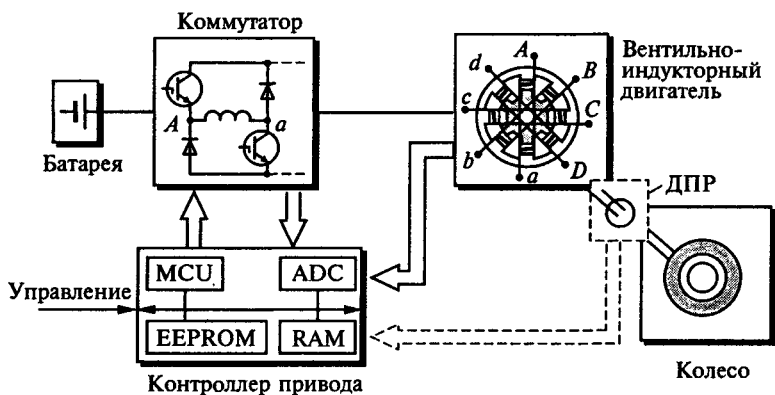 Коммутатор
A
a
Батарея
d
A
B
c
C
b
a
D
Вентильно-
индукторный
двигатель
ДПР
MCU
ADC
Управление
EEPROM
RAM
Контроллер привода
Колесо